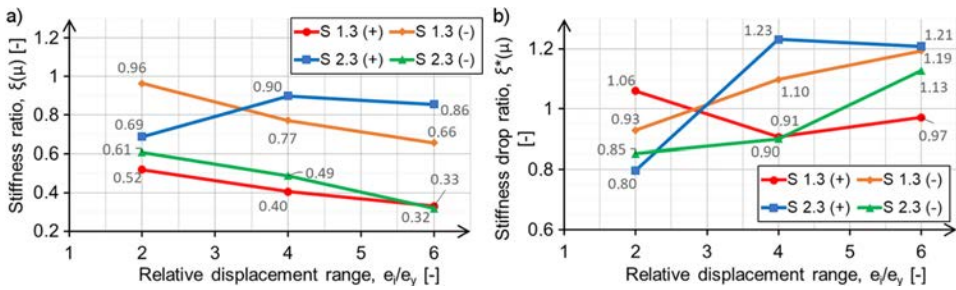 a)
Stiffness ratio, ξ(μ) [-]
1.2
1
0.8
0.6
0.4
0.2
S 1.3 (+) S 1.3 (-)
S 2.3 (+) S 2.3 (-)
0.96
0.90
0.86
0.77
0.69
0.66
0.61
0.52
0.49
0.40
0.33
0.32
1 2 3 4 5 6
Relative displacement range, eᵢ/eᵧ [-]
b)
Stiffness drop ratio, ξ*(μ)
[-]
1.2
1
0.8
0.6
1.23
1.21
1.19
1.06
1.10
1.13
0.93
0.91
0.97
0.85
0.90
0.80
S 1.3 (+) S 1.3 (-)
S 2.3 (+) S 2.3 (-)
1 2 3 4 5 6
Relative displacement range, eᵢ/eᵧ [-]